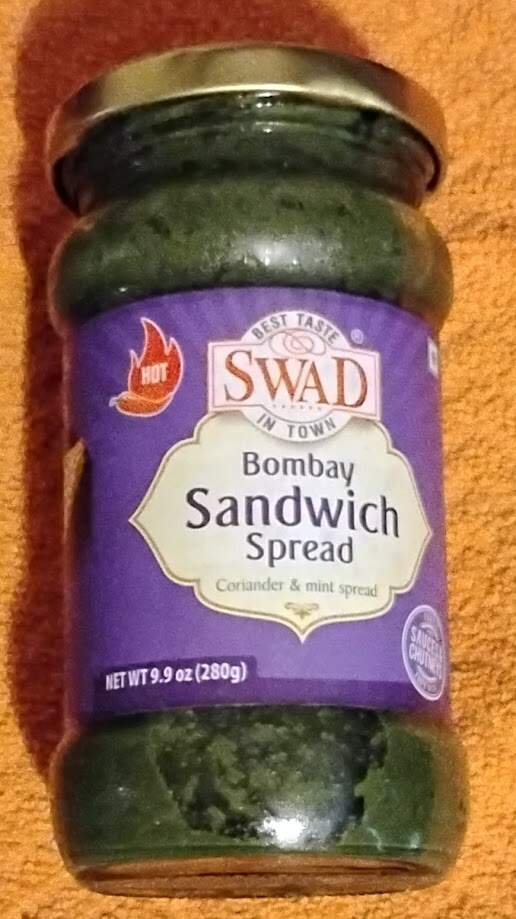 HOT
BEST TASTE
SWAD
IN TOWN
Bombay
Sandwich
Spread
Coriander & mint spread
NET WT 9.9 oz (280g)